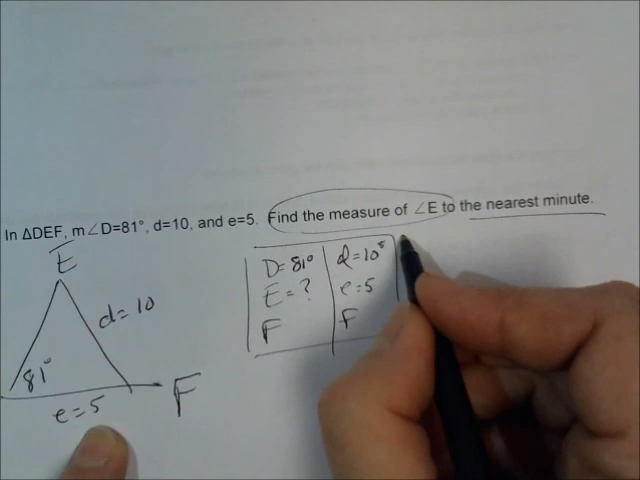 In ΔDEF, m∠D=81°, d=10, and e=5. Find the measure of ∠E to the nearest minute.
E
d=10
81°
e=5
F
D=81° d=10
E=? e=5
F F